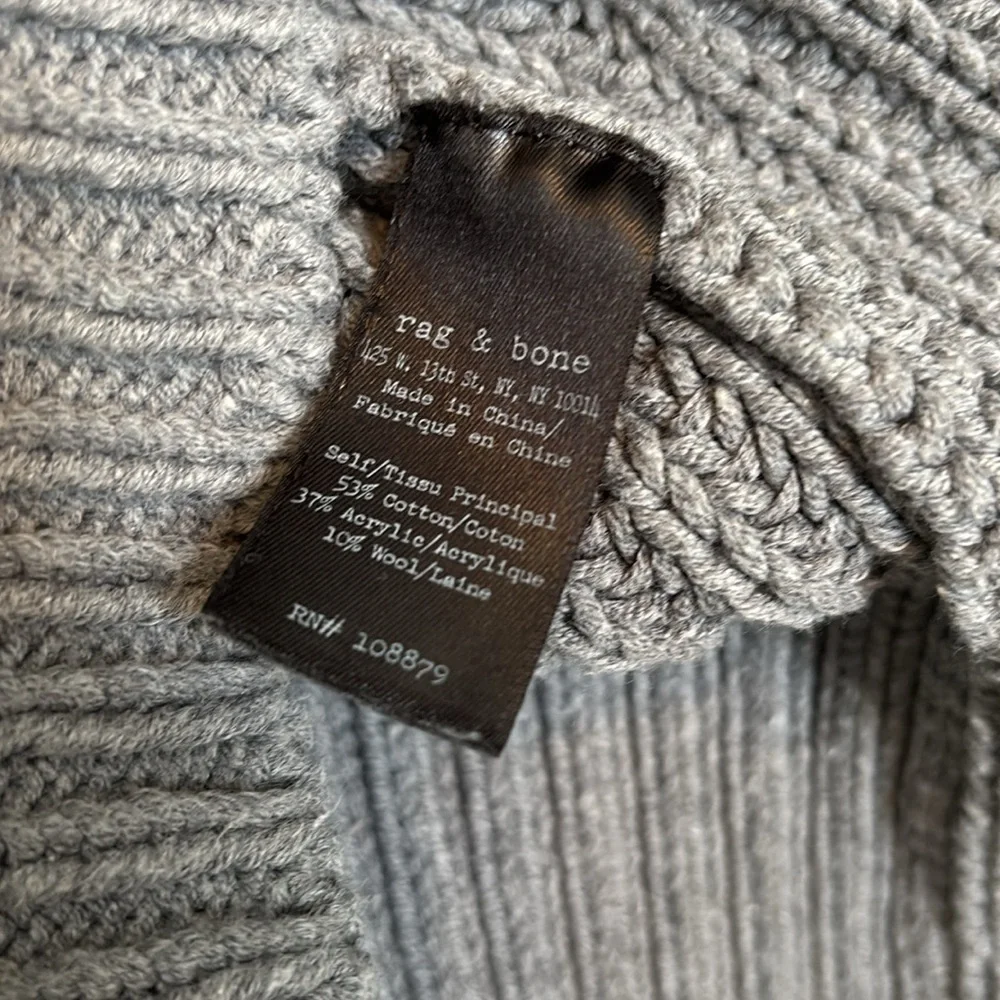 rag & bone
425 W. 13th St, NY, NY 10014
Made in China/
Fabriqué en Chine
Self/Tissu Principal
53% Cotton/Coton
37% Acrylic/Acrylique
10% Wool/Laine
RN# 108879